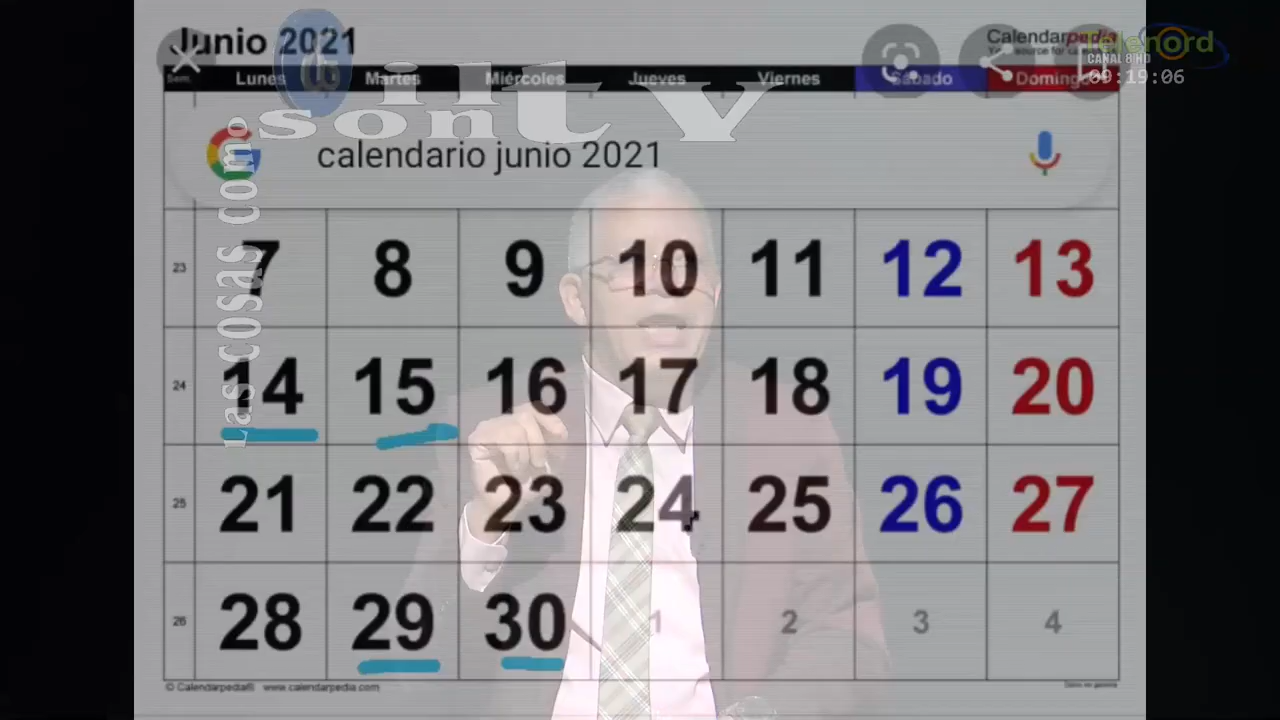 Junio 2021
Calendarpedia
Telenord
CANAL 8 HD
09:19:06
Sem. Lunes Martes Miércoles Jueves Viernes Sábado Domingo
son
TV
calendario junio 2021
Las cosas como
23 7 8 9 10 11 12 13
24 14 15 16 17 18 19 20
25 21 22 23 24 25 26 27
26 28 29 30 1 2 3 4
© Calendarpedia® www.calendarpedia.com